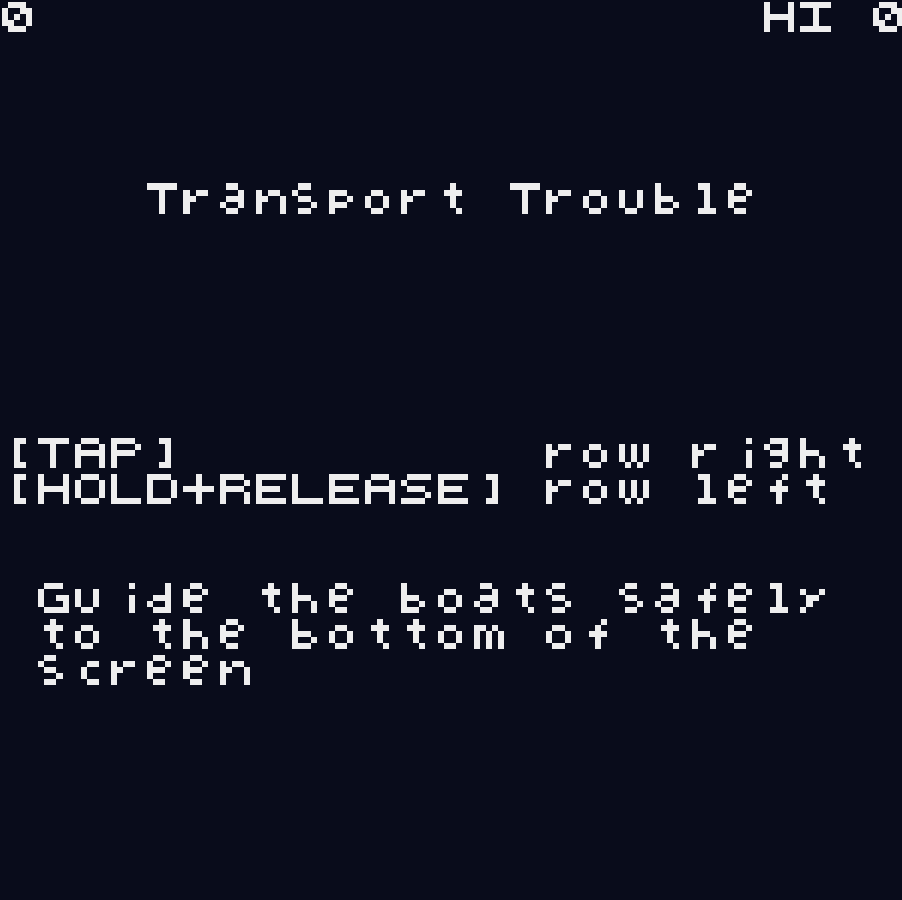 0 HI 0
Transport Trouble
[TAP] row right
[HOLD+RELEASE] row left
Guide the boats safely
to the bottom of the
screen